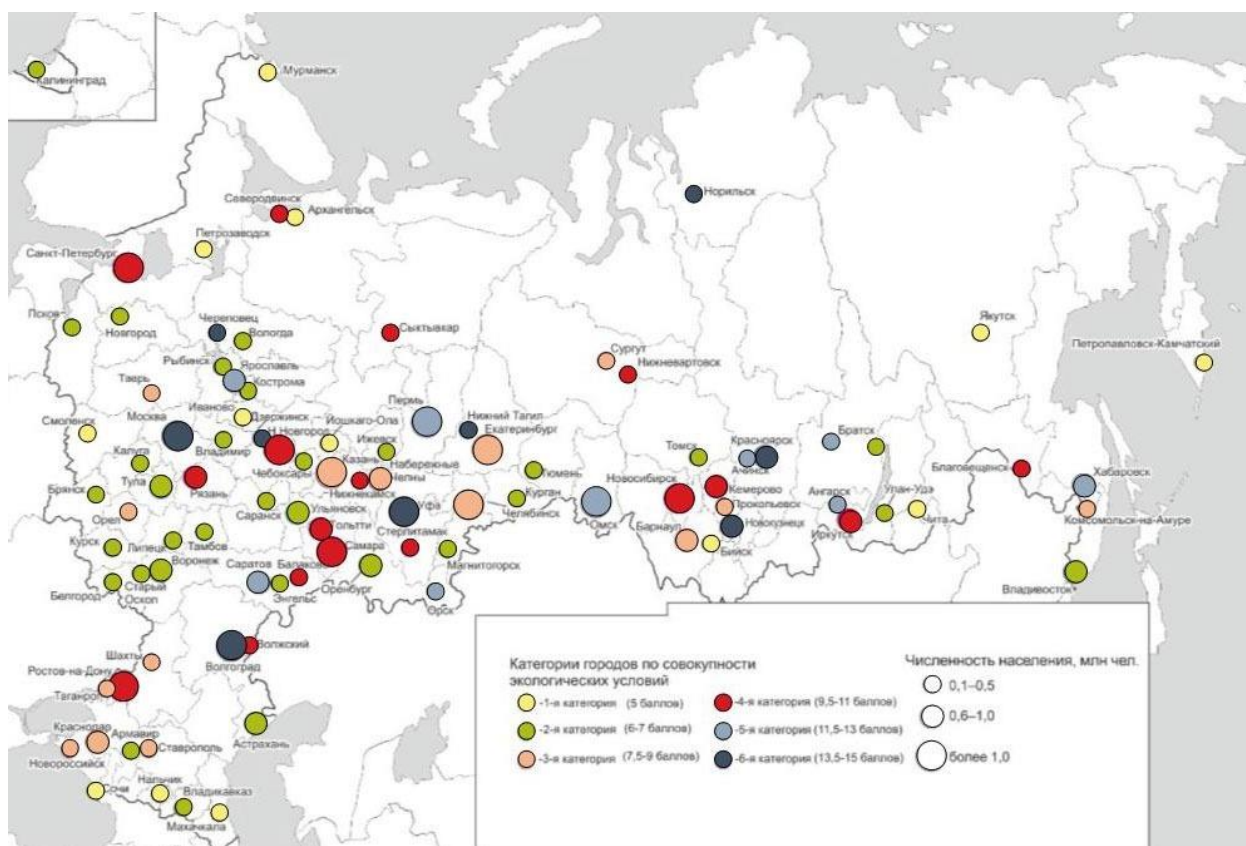 Калининград
Мурманск
Норильск
Северодвинск
Архангельск
Петрозаводск
Санкт-Петербург
Псков
Новгород
Череповец
Вологда
Сыктывкар
Якутск
Петропавловск-Камчатский
Сургут
Нижневартовск
Рыбинск
Ярославль
Кострома
Тверь
Иваново
Дзержинск
Йошкаго-Ола
Пермь
Нижний Тагил
Екатеринбург
Смоленск
Москва
Н.Новгород
Ижевск
Владимир
Калуга
Казань
Набережные
Челны
Чебоксары
Нижнекамск
Тюмень
Томск
Красноярск
Братск
Ачинск
Новосибирск
Кемерово
Благовещенск
Хабаровск
Тула
Рязань
Брянск
Орел
Саранск
Ульяновск
Тольтти
Уфа
Курган
Челябинск
Омск
Прокольевск
Ангарск
Улан-Удэ
Чита
Комсомольск-на-Амуре
Барнаул
Новокузнецк
Иркутск
Бийск
Курск
Липецк
Тамбов
Стерлитамак
Самара
Магнитогорск
Воронеж
Саратов
Балаково
Оренбург
Белгород
Старый
Оскол
Энгельс
Орск
Владивосток
Волжский
Волгоград
Шахты
Ростов-на-Дону
Таганрог
Краснодар
Армавир
Ставрополь
Астрахань
Новороссийск
Сочи
Нальчик
Владикавказ
Махачкала
Категории городов по совокупности
экологических условий
-1-я категория (5 баллов)
-2-я категория (6-7 баллов)
-3-я категория (7,5-9 баллов)
-4-я категория (9,5-11 баллов)
-5-я категория (11,5-13 баллов)
-6-я категория (13,5-15 баллов)
Численность населения, млн чел.
0,1–0,5
0,6–1,0
более 1,0